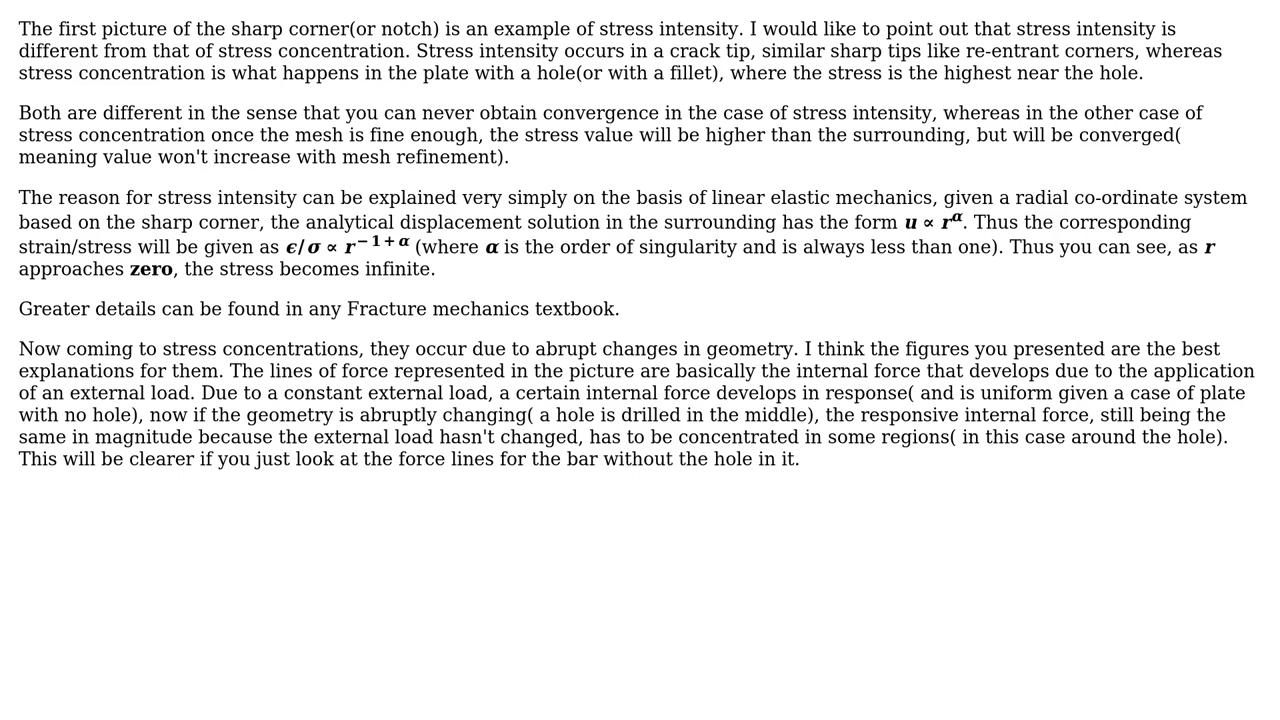 The first picture of the sharp corner(or notch) is an example of stress intensity. I would like to point out that stress intensity is
different from that of stress concentration. Stress intensity occurs in a crack tip, similar sharp tips like re-entrant corners, whereas
stress concentration is what happens in the plate with a hole(or with a fillet), where the stress is the highest near the hole.
Both are different in the sense that you can never obtain convergence in the case of stress intensity, whereas in the other case of
stress concentration once the mesh is fine enough, the stress value will be higher than the surrounding, but will be converged(
meaning value won't increase with mesh refinement).
The reason for stress intensity can be explained very simply on the basis of linear elastic mechanics, given a radial co-ordinate system
based on the sharp corner, the analytical displacement solution in the surrounding has the form u ∝ r^α. Thus the corresponding
strain/stress will be given as ϵ/σ ∝ r^{−1+α} (where α is the order of singularity and is always less than one). Thus you can see, as r
approaches zero, the stress becomes infinite.
Greater details can be found in any Fracture mechanics textbook.
Now coming to stress concentrations, they occur due to abrupt changes in geometry. I think the figures you presented are the best
explanations for them. The lines of force represented in the picture are basically the internal force that develops due to the application
of an external load. Due to a constant external load, a certain internal force develops in response( and is uniform given a case of plate
with no hole), now if the geometry is abruptly changing( a hole is drilled in the middle), the responsive internal force, still being the
same in magnitude because the external load hasn't changed, has to be concentrated in some regions( in this case around the hole).
This will be clearer if you just look at the force lines for the bar without the hole in it.